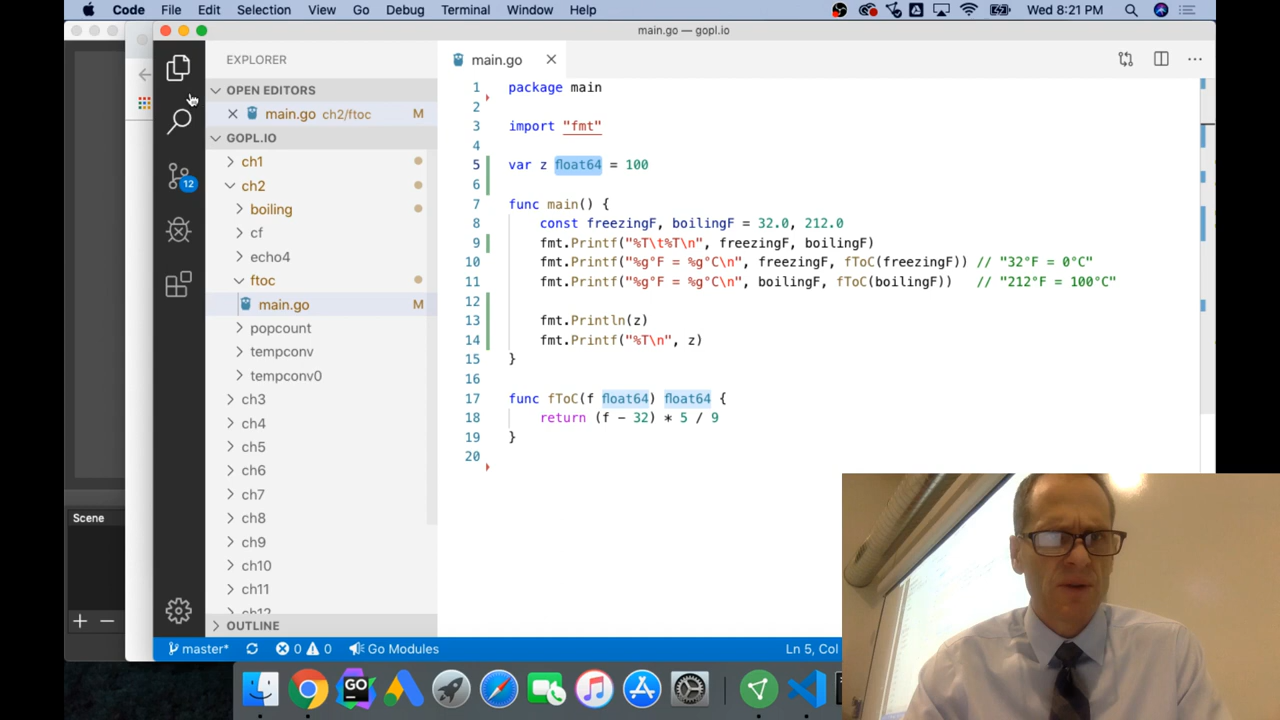 Code File Edit Selection View Go Debug Terminal Window Help Wed 8:21 PM
main.go — gopl.io
EXPLORER
OPEN EDITORS
main.go ch2/ftoc M
GOPL.IO
ch1
ch2
boiling
cf
echo4
ftoc
main.go M
popcount
tempconv
tempconv0
ch3
ch4
ch5
ch6
ch7
ch8
ch9
ch10
ch11
ch12
OUTLINE
12
main.go
1 package main
2
3 import "fmt"
4
5 var z float64 = 100
6
7 func main() {
8 const freezingF, boilingF = 32.0, 212.0
9 fmt.Printf("%T\t%T\n", freezingF, boilingF)
10 fmt.Printf("%g°F = %g°C\n", freezingF, fToC(freezingF)) // "32°F = 0°C"
11 fmt.Printf("%g°F = %g°C\n", boilingF, fToC(boilingF)) // "212°F = 100°C"
12
13 fmt.Println(z)
14 fmt.Printf("%T\n", z)
15 }
16
17 func fToC(f float64) float64 {
18 return (f - 32) * 5 / 9
19 }
20
Scene
master* 0 0 Go Modules Ln 5, Col
GO